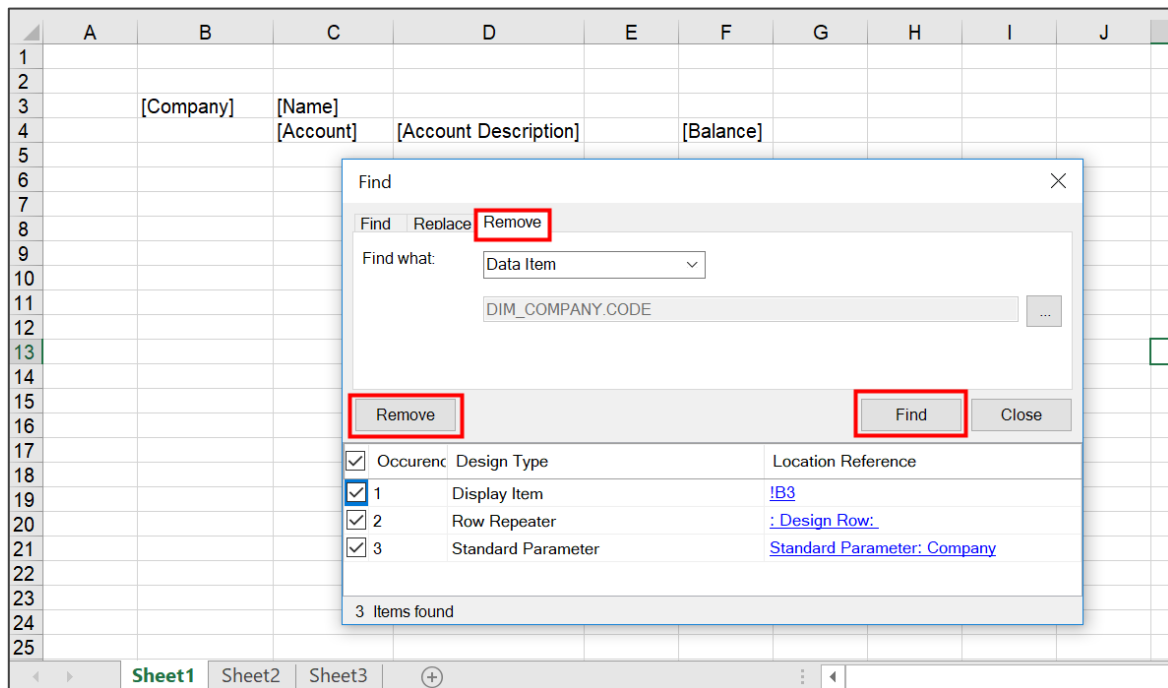 A B C D E F G H I J
1
2
3 [Company] [Name]
4 [Account] [Account Description] [Balance]
5
6 Find
7
8 Find Replace Remove
9 Find what: Data Item
10
11 DIM_COMPANY.CODE ...
12
13
14
15 Remove Find Close
16
17 Occurenc Design Type Location Reference
18
19 1 Display Item !B3
20 2 Row Repeater : Design Row:
21 3 Standard Parameter Standard Parameter: Company
22
23 3 Items found
24
25
Sheet1 Sheet2 Sheet3